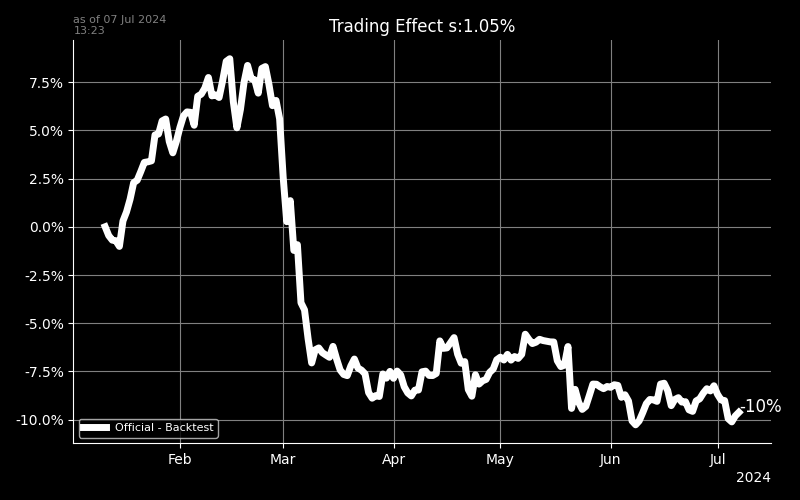 as of 07 Jul 2024
13:23
Trading Effect s:1.05%
7.5%
5.0%
2.5%
0.0%
-2.5%
-5.0%
-7.5%
-10.0%
-10%
Official - Backtest
Feb Mar Apr May Jun Jul
2024